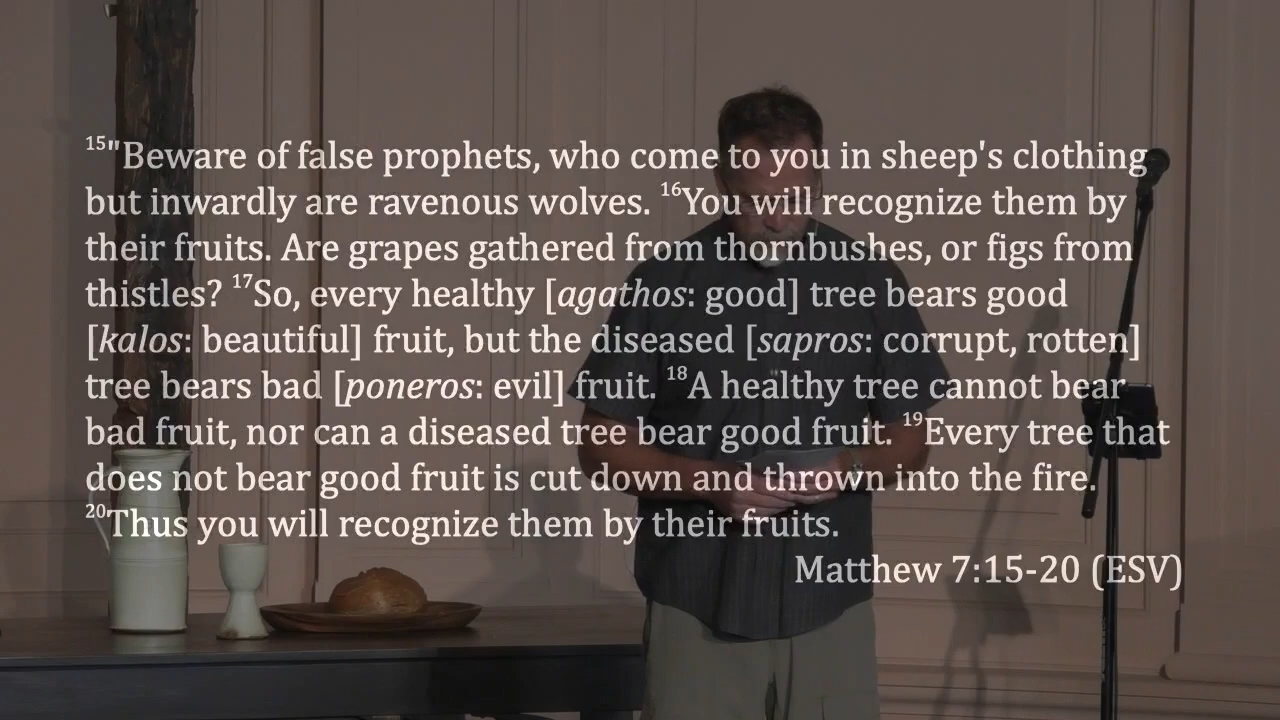 15"Beware of false prophets, who come to you in sheep's clothing
but inwardly are ravenous wolves. 16You will recognize them by
their fruits. Are grapes gathered from thornbushes, or figs from
thistles? 17So, every healthy [agathos: good] tree bears good
[kalos: beautiful] fruit, but the diseased [sapros: corrupt, rotten]
tree bears bad [poneros: evil] fruit. 18A healthy tree cannot bear
bad fruit, nor can a diseased tree bear good fruit. 19Every tree that
does not bear good fruit is cut down and thrown into the fire.
20Thus you will recognize them by their fruits.
Matthew 7:15-20 (ESV)